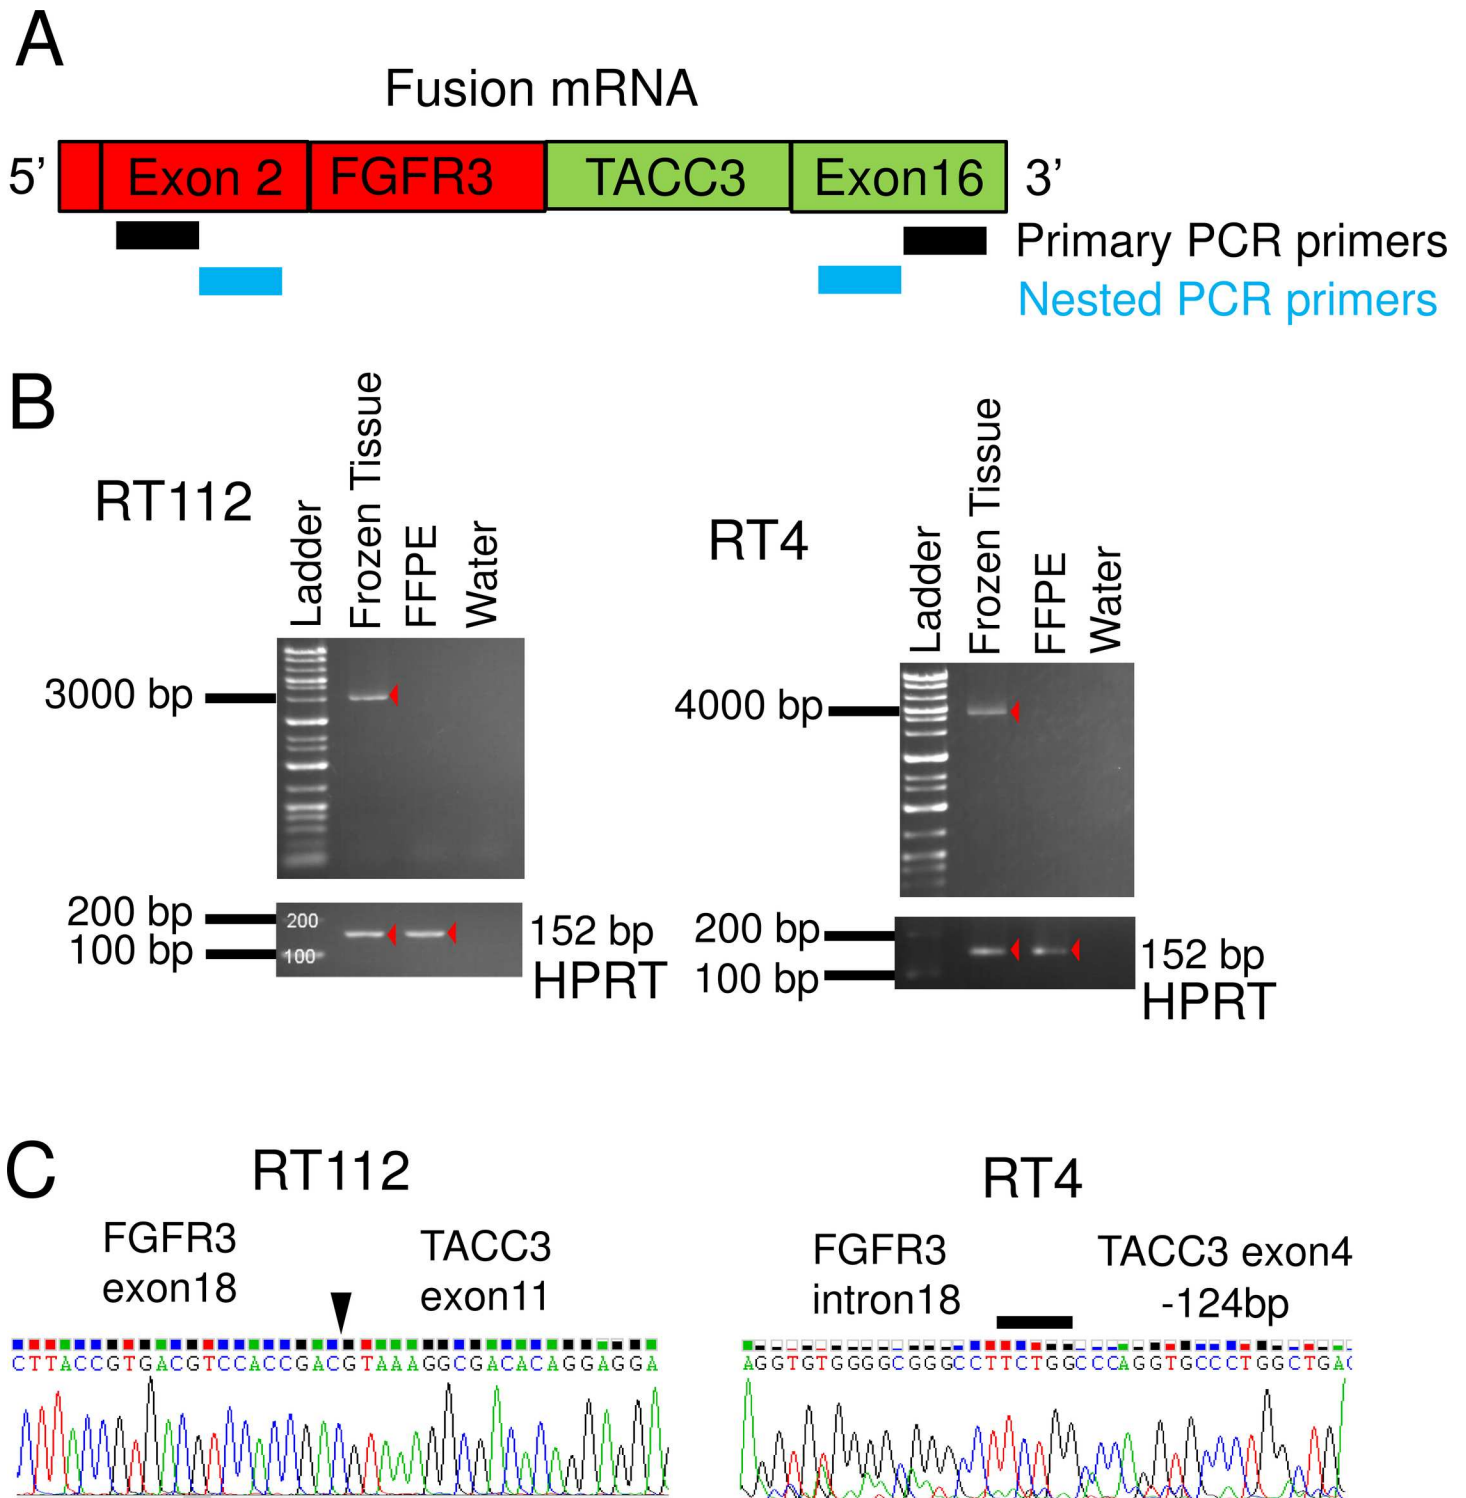 A
Fusion mRNA
5’ Exon 2 FGFR3 TACC3 Exon16 3’
Primary PCR primers
Nested PCR primers
B
RT112
Ladder
Frozen Tissue
FFPE
Water
3000 bp
200 bp
100 bp
200
100
152 bp
HPRT
RT4
Ladder
Frozen Tissue
FFPE
Water
4000 bp
200 bp
100 bp
152 bp
HPRT
C
RT112
FGFR3
exon18
TACC3
exon11
CTTACCGTGACGTCCACCGACGTAAAGGCGACACAGGAGGA
RT4
FGFR3
intron18
TACC3 exon4
-124bp
AGGTGTGGGGCGGGCCTTCTGGCCCAGGTGCCCTGGCTGAC